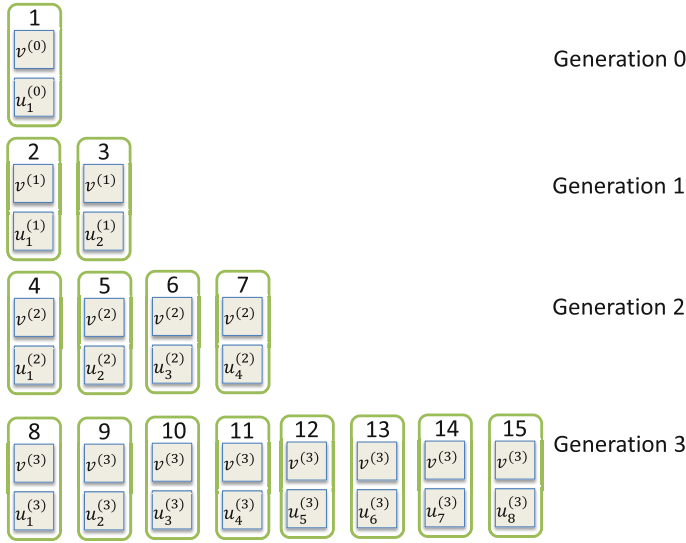 1
v^(0)
u_1^(0)
Generation 0
2 3
v^(1) v^(1)
u_1^(1) u_2^(1)
Generation 1
4 5 6 7
v^(2) v^(2) v^(2) v^(2)
u_1^(2) u_2^(2) u_3^(2) u_4^(2)
Generation 2
8 9 10 11 12 13 14 15
v^(3) v^(3) v^(3) v^(3) v^(3) v^(3) v^(3) v^(3)
u_1^(3) u_2^(3) u_3^(3) u_4^(3) u_5^(3) u_6^(3) u_7^(3) u_8^(3)
Generation 3